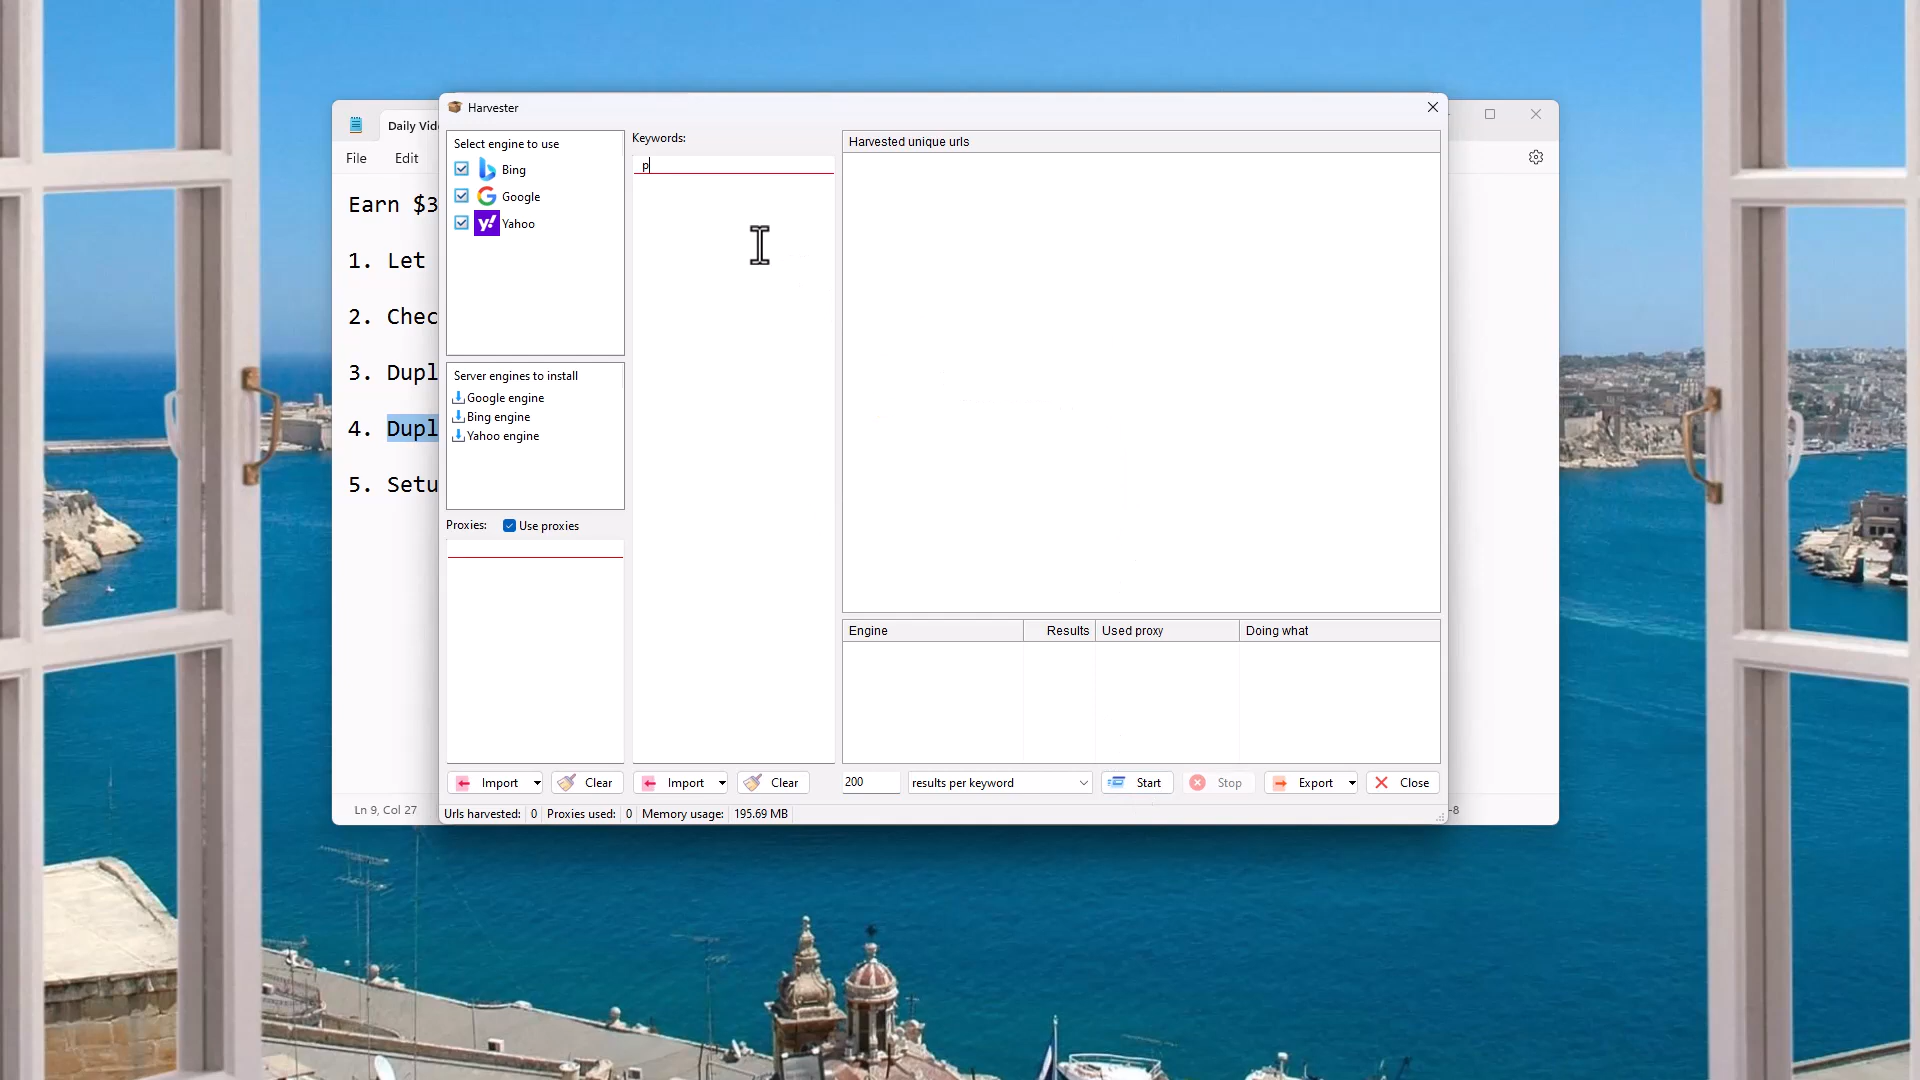 Daily Vid
File
Edit
Earn $3
1. Let
2. Chec
3. Dupl
4. Dupl
5. Setu
Ln 9, Col 27
-8
Harvester
Select engine to use
Bing
Google
y! Yahoo
Server engines to install
Google engine
Bing engine
Yahoo engine
Proxies:
Use proxies
Import
Clear
Keywords:
p
Import
Clear
Harvested unique urls
Engine
Results
Used proxy
Doing what
200
results per keyword
Start
Stop
Export
Close
Urls harvested: 0
Proxies used: 0
Memory usage: 195.69 MB